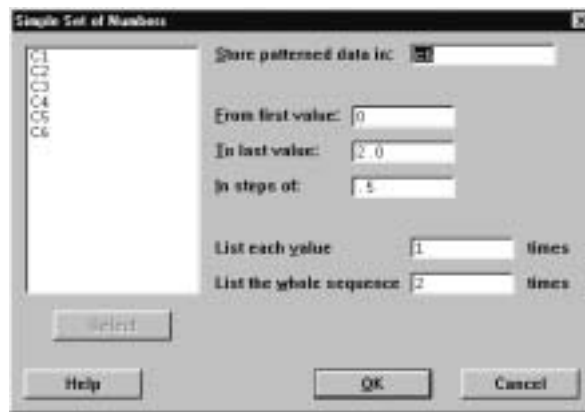 Simple Set of Numbers
C1
C2
C3
C4
C5
C6
Store patterned data in:
From first value: 0
To last value: 2.0
In steps of: .5
List each value 1 times
List the whole sequence 2 times
Select
Help OK Cancel